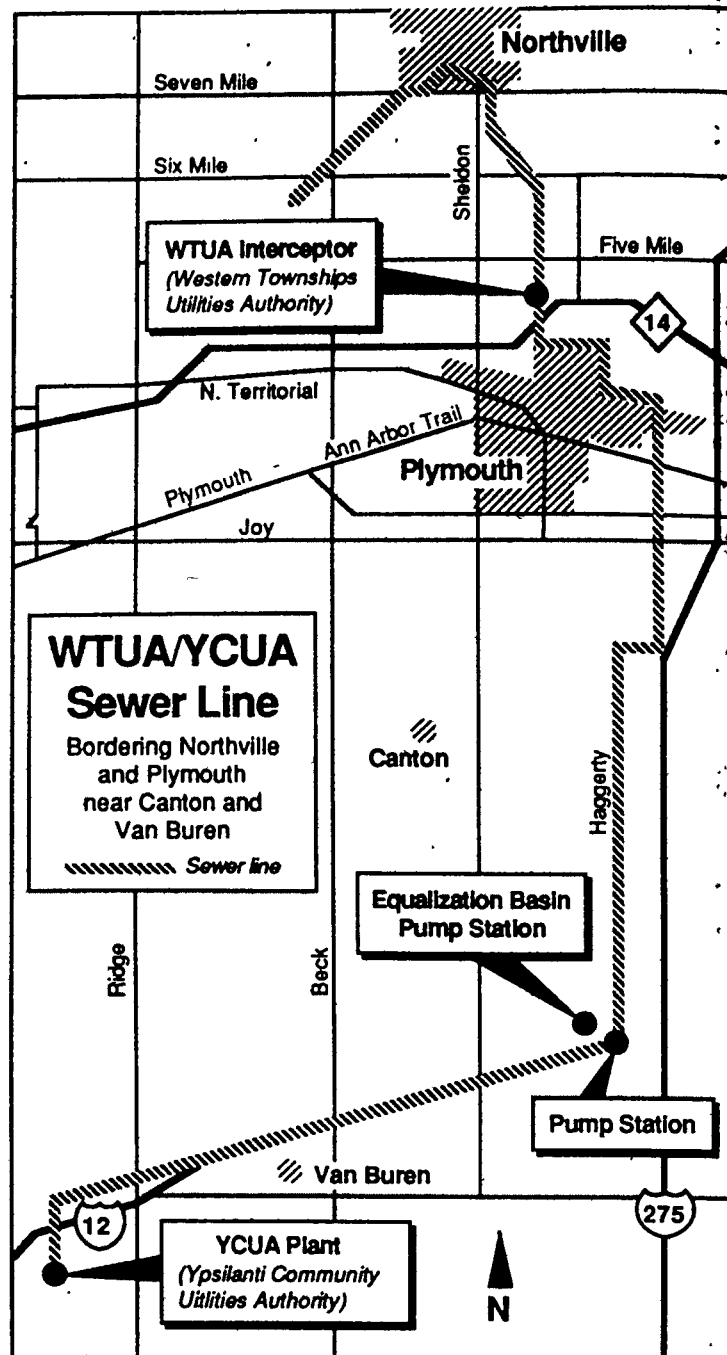 Northville
Seven Mile
Six Mile
Sheldon
WTUA Interceptor
(Western Townships
Utilities Authority)
Five Mile
14
N. Territorial
Ann Arbor Trail
Plymouth
Plymouth
Joy
WTUA/YCUA
Sewer Line
Bordering Northville
and Plymouth
near Canton and
Van Buren
Sewer line
Canton
Haggerty
Equalization Basin
Pump Station
Ridge
Beck
Pump Station
Van Buren
12
275
YCUA Plant
(Ypsilanti Community
Uitlities Authority)
N